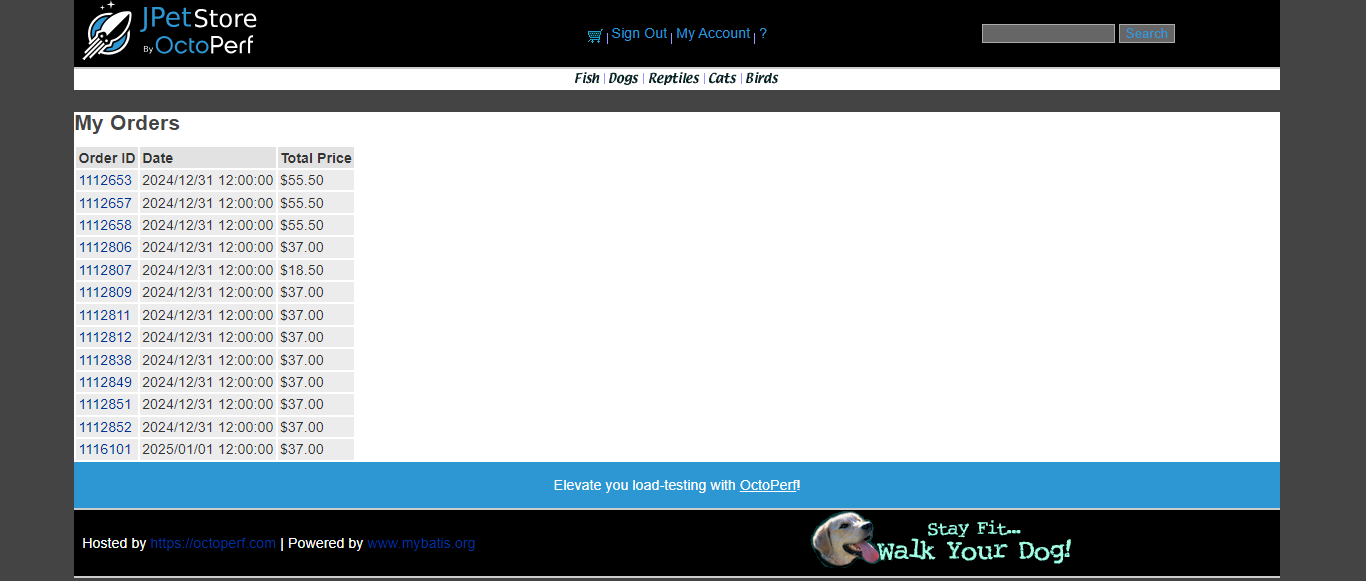 JPetStore
By OctoPerf
Sign Out | My Account | ?
Search
Fish | Dogs | Reptiles | Cats | Birds
My Orders
Order ID Date Total Price
1112653 2024/12/31 12:00:00 $55.50
1112657 2024/12/31 12:00:00 $55.50
1112658 2024/12/31 12:00:00 $55.50
1112806 2024/12/31 12:00:00 $37.00
1112807 2024/12/31 12:00:00 $18.50
1112809 2024/12/31 12:00:00 $37.00
1112811 2024/12/31 12:00:00 $37.00
1112812 2024/12/31 12:00:00 $37.00
1112838 2024/12/31 12:00:00 $37.00
1112849 2024/12/31 12:00:00 $37.00
1112851 2024/12/31 12:00:00 $37.00
1112852 2024/12/31 12:00:00 $37.00
1116101 2025/01/01 12:00:00 $37.00
Elevate you load-testing with OctoPerf!
Hosted by https://octoperf.com | Powered by www.mybatis.org
Stay Fit...
Walk Your Dog!